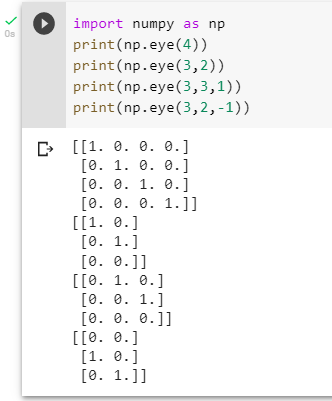 0s
import numpy as np
print(np.eye(4))
print(np.eye(3,2))
print(np.eye(3,3,1))
print(np.eye(3,2,-1))
[[1. 0. 0. 0.]
 [0. 1. 0. 0.]
 [0. 0. 1. 0.]
 [0. 0. 0. 1.]]
[[1. 0.]
 [0. 1.]
 [0. 0.]]
[[0. 1. 0.]
 [0. 0. 1.]
 [0. 0. 0.]]
[[0. 0.]
 [1. 0.]
 [0. 1.]]